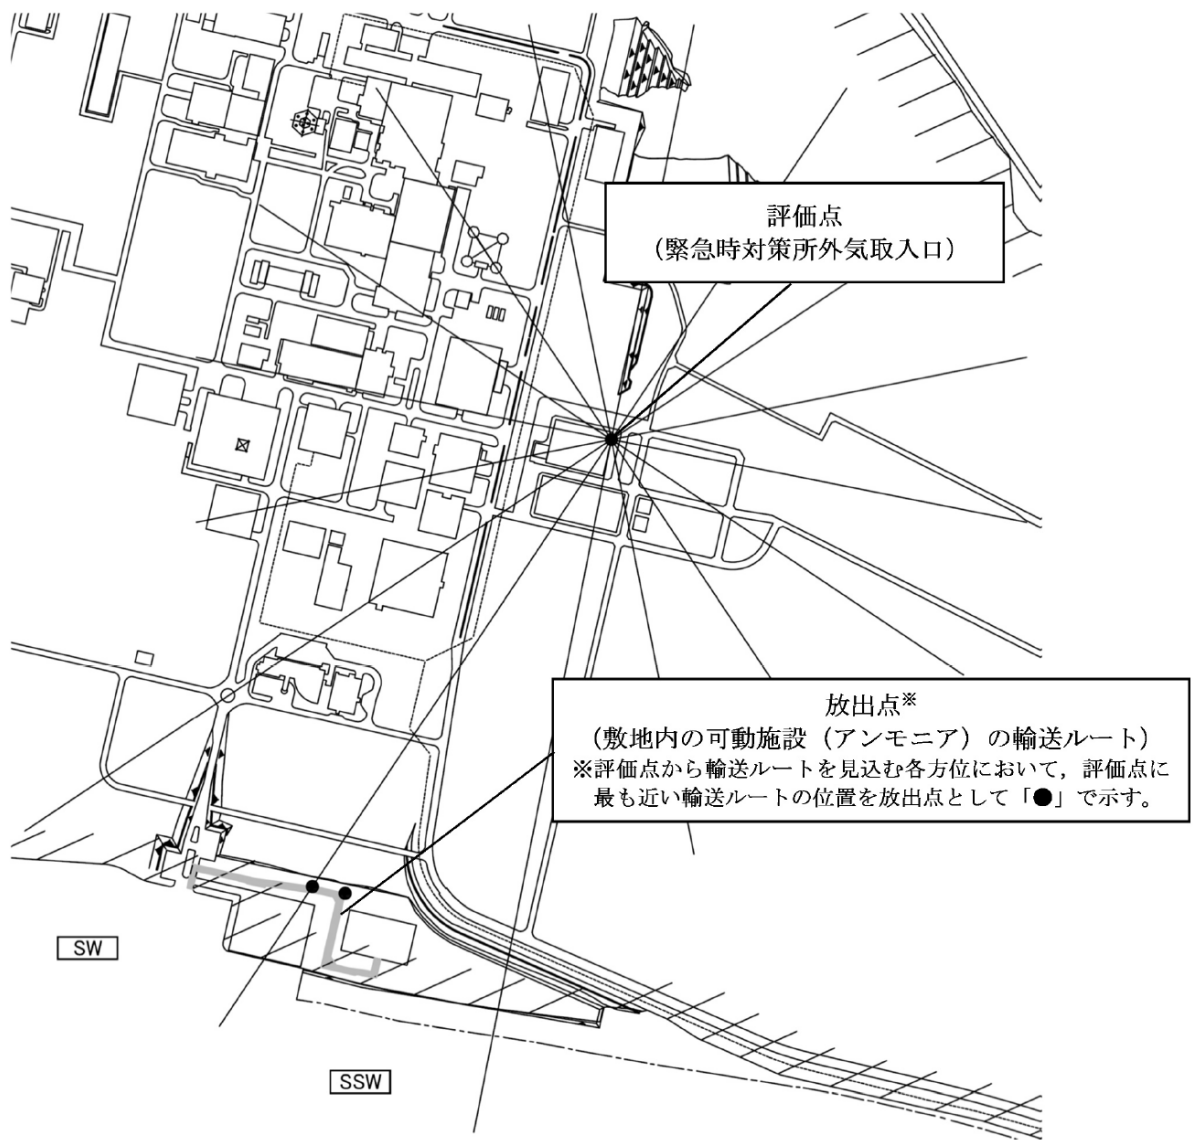 評価点
（緊急時対策所外気取入口）
放出点※
（敷地内の可動施設（アンモニア）の輸送ルート）
※評価点から輸送ルートを見込む各方位において，評価点に
最も近い輸送ルートの位置を放出点として「●」で示す。
SW
SSW